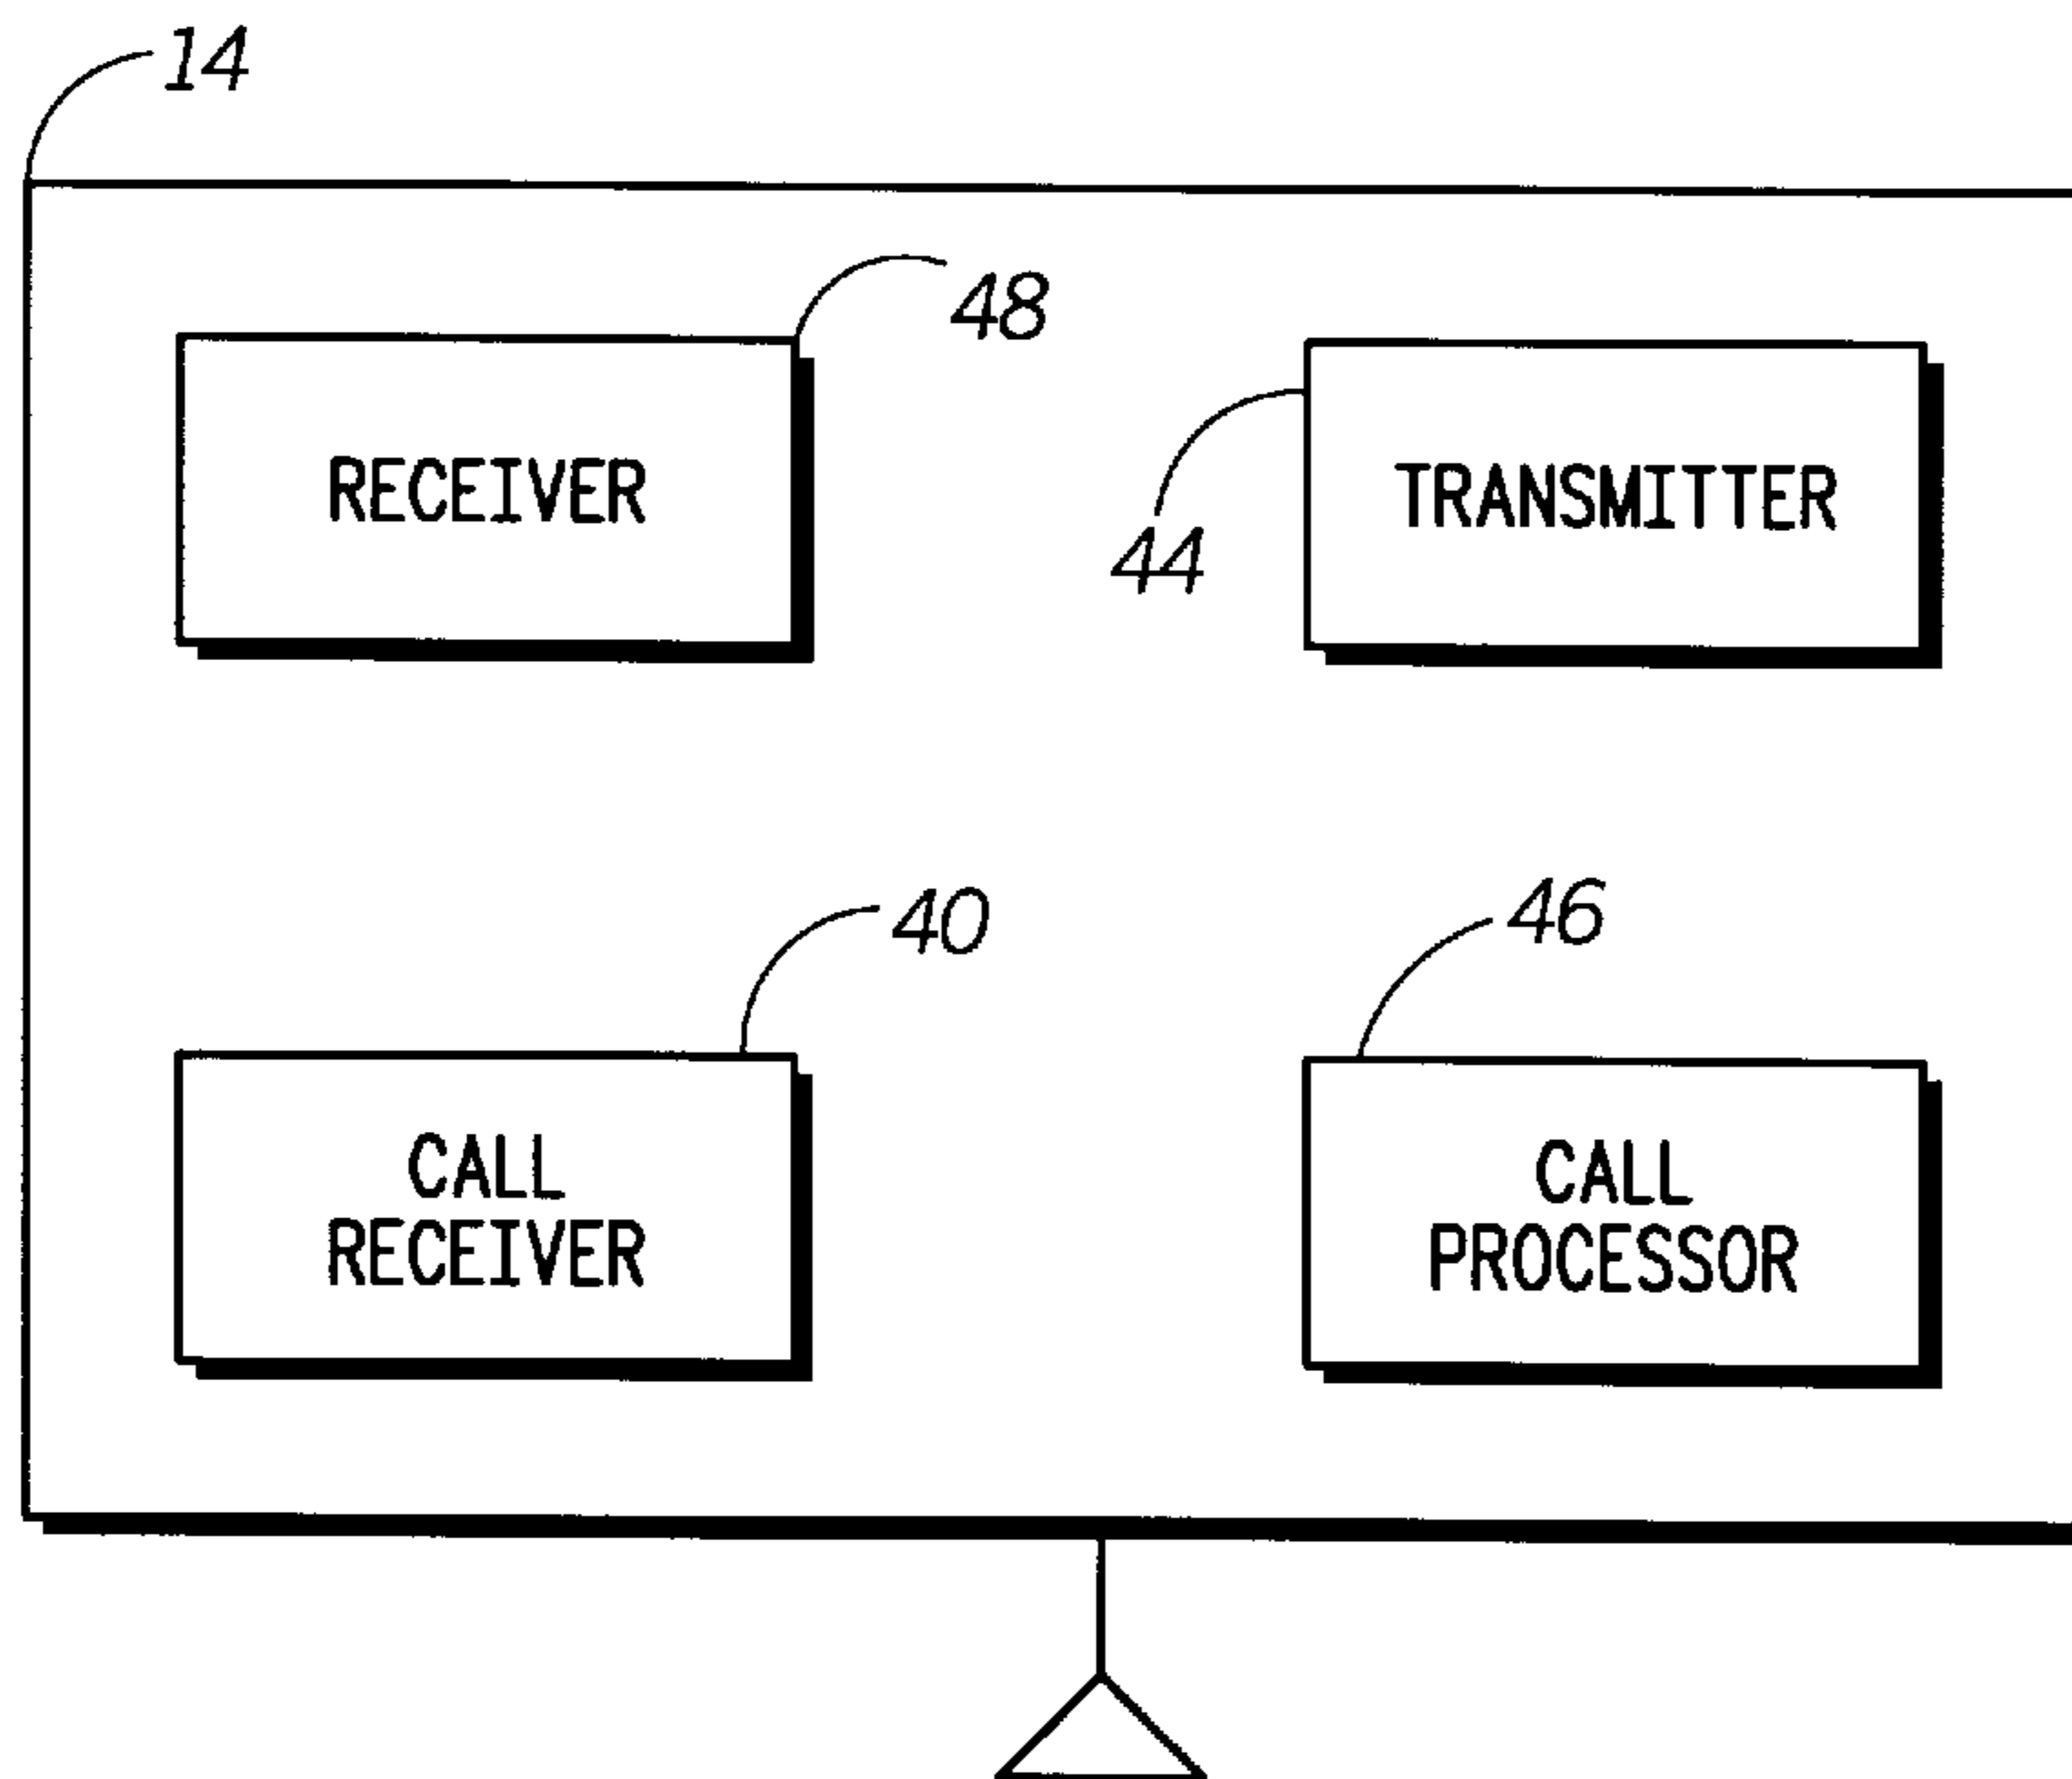 14
48
RECEIVER
44
TRANSMITTER
40
CALL
RECEIVER
46
CALL
PROCESSOR